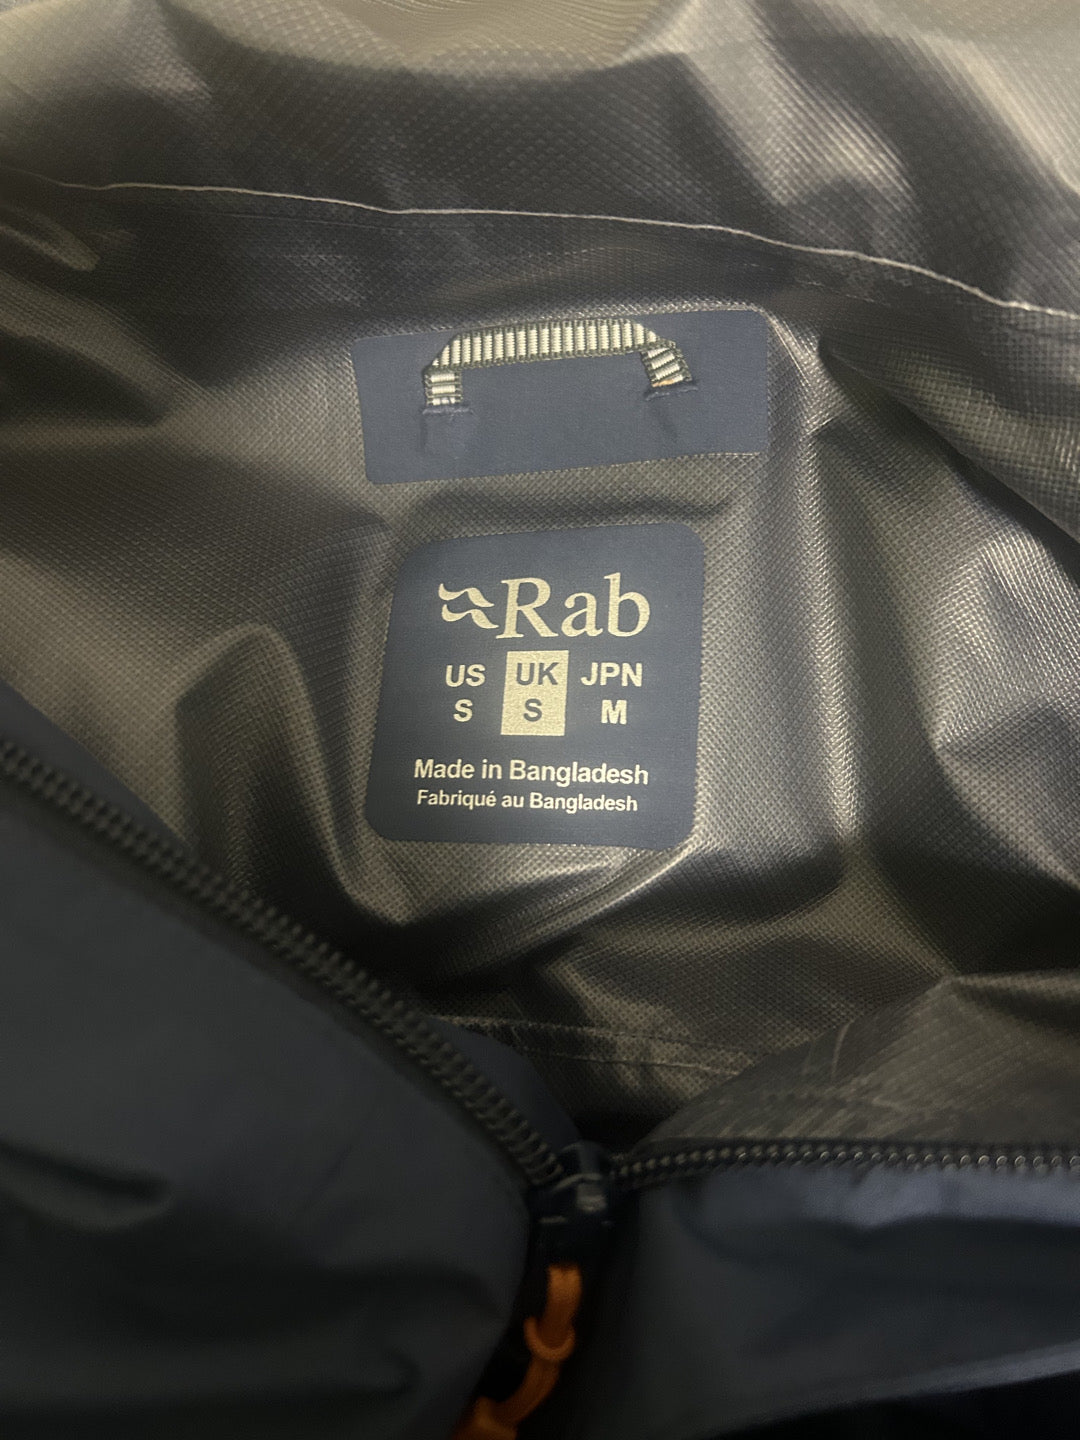 Rab
US UK JPN
S S M
Made in Bangladesh
Fabriqué au Bangladesh